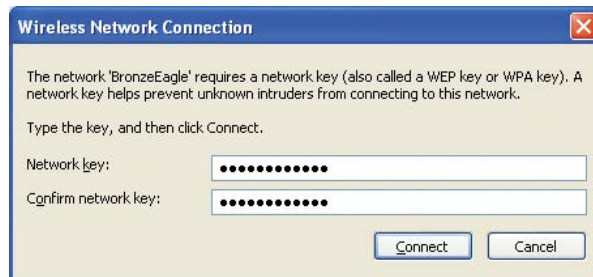 Wireless Network Connection
The network 'BronzeEagle' requires a network key (also called a WEP key or WPA key). A
network key helps prevent unknown intruders from connecting to this network.
Type the key, and then click Connect.
Network key: ●●●●●●●●●●●●
Confirm network key: ●●●●●●●●●●●●
Connect Cancel